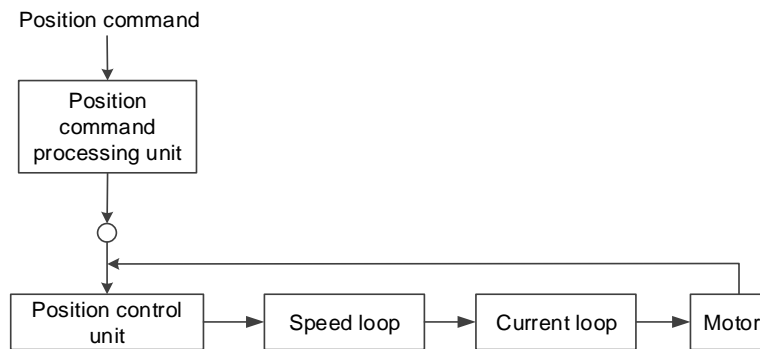 Position command
Position
command
processing unit
Position control
unit
Speed loop
Current loop
Motor